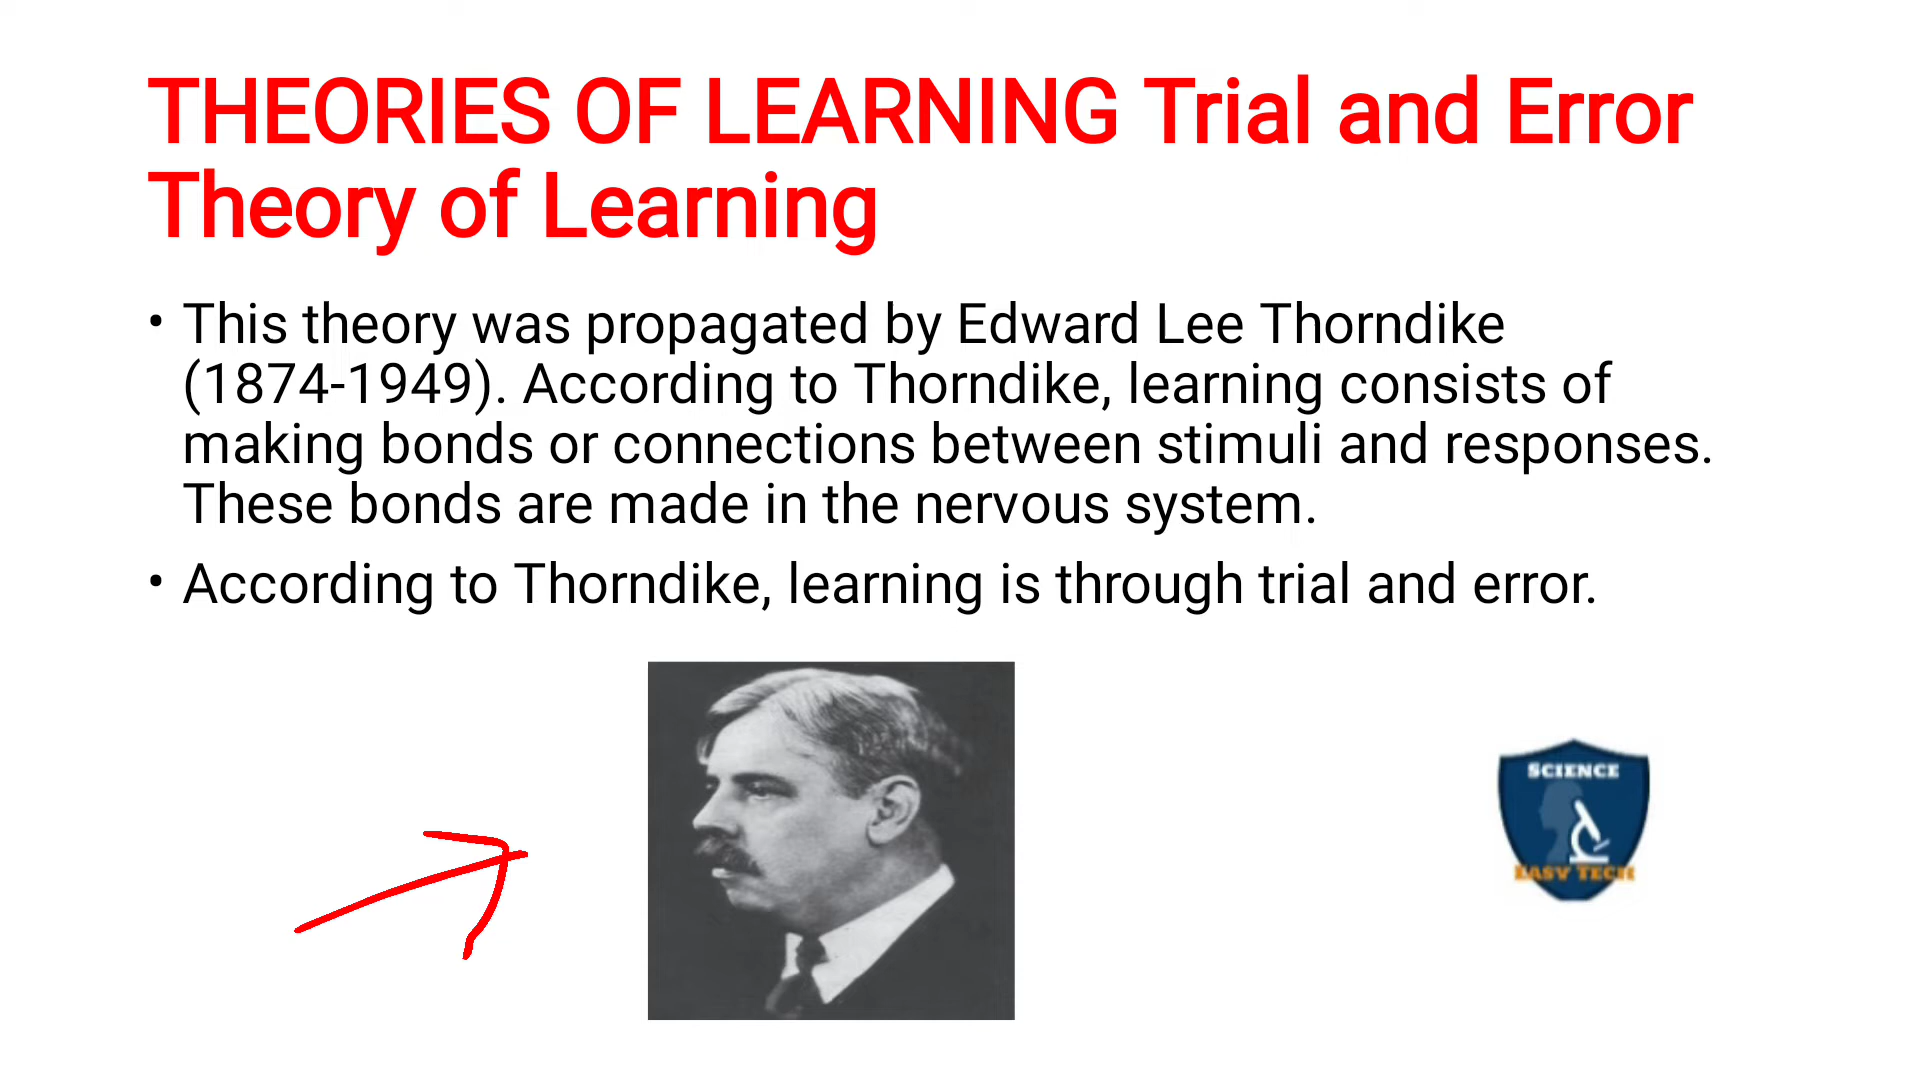 THEORIES OF LEARNING Trial and Error
Theory of Learning
• This theory was propagated by Edward Lee Thorndike
(1874-1949). According to Thorndike, learning consists of
making bonds or connections between stimuli and responses.
These bonds are made in the nervous system.
• According to Thorndike, learning is through trial and error.
SCIENCE
EASY TECH